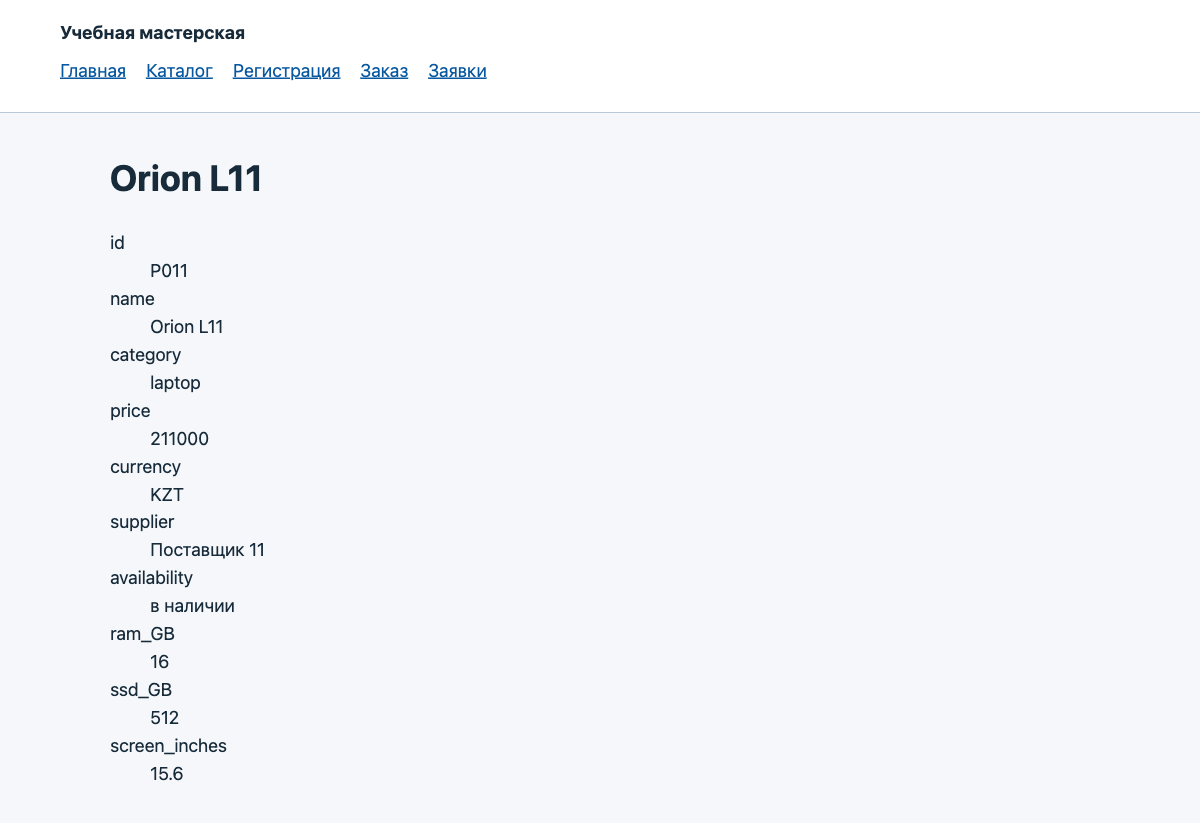 Учебная мастерская
Главная Каталог Регистрация Заказ Заявки
Orion L11
id
P011
name
Orion L11
category
laptop
price
211000
currency
KZT
supplier
Поставщик 11
availability
в наличии
ram_GB
16
ssd_GB
512
screen_inches
15.6